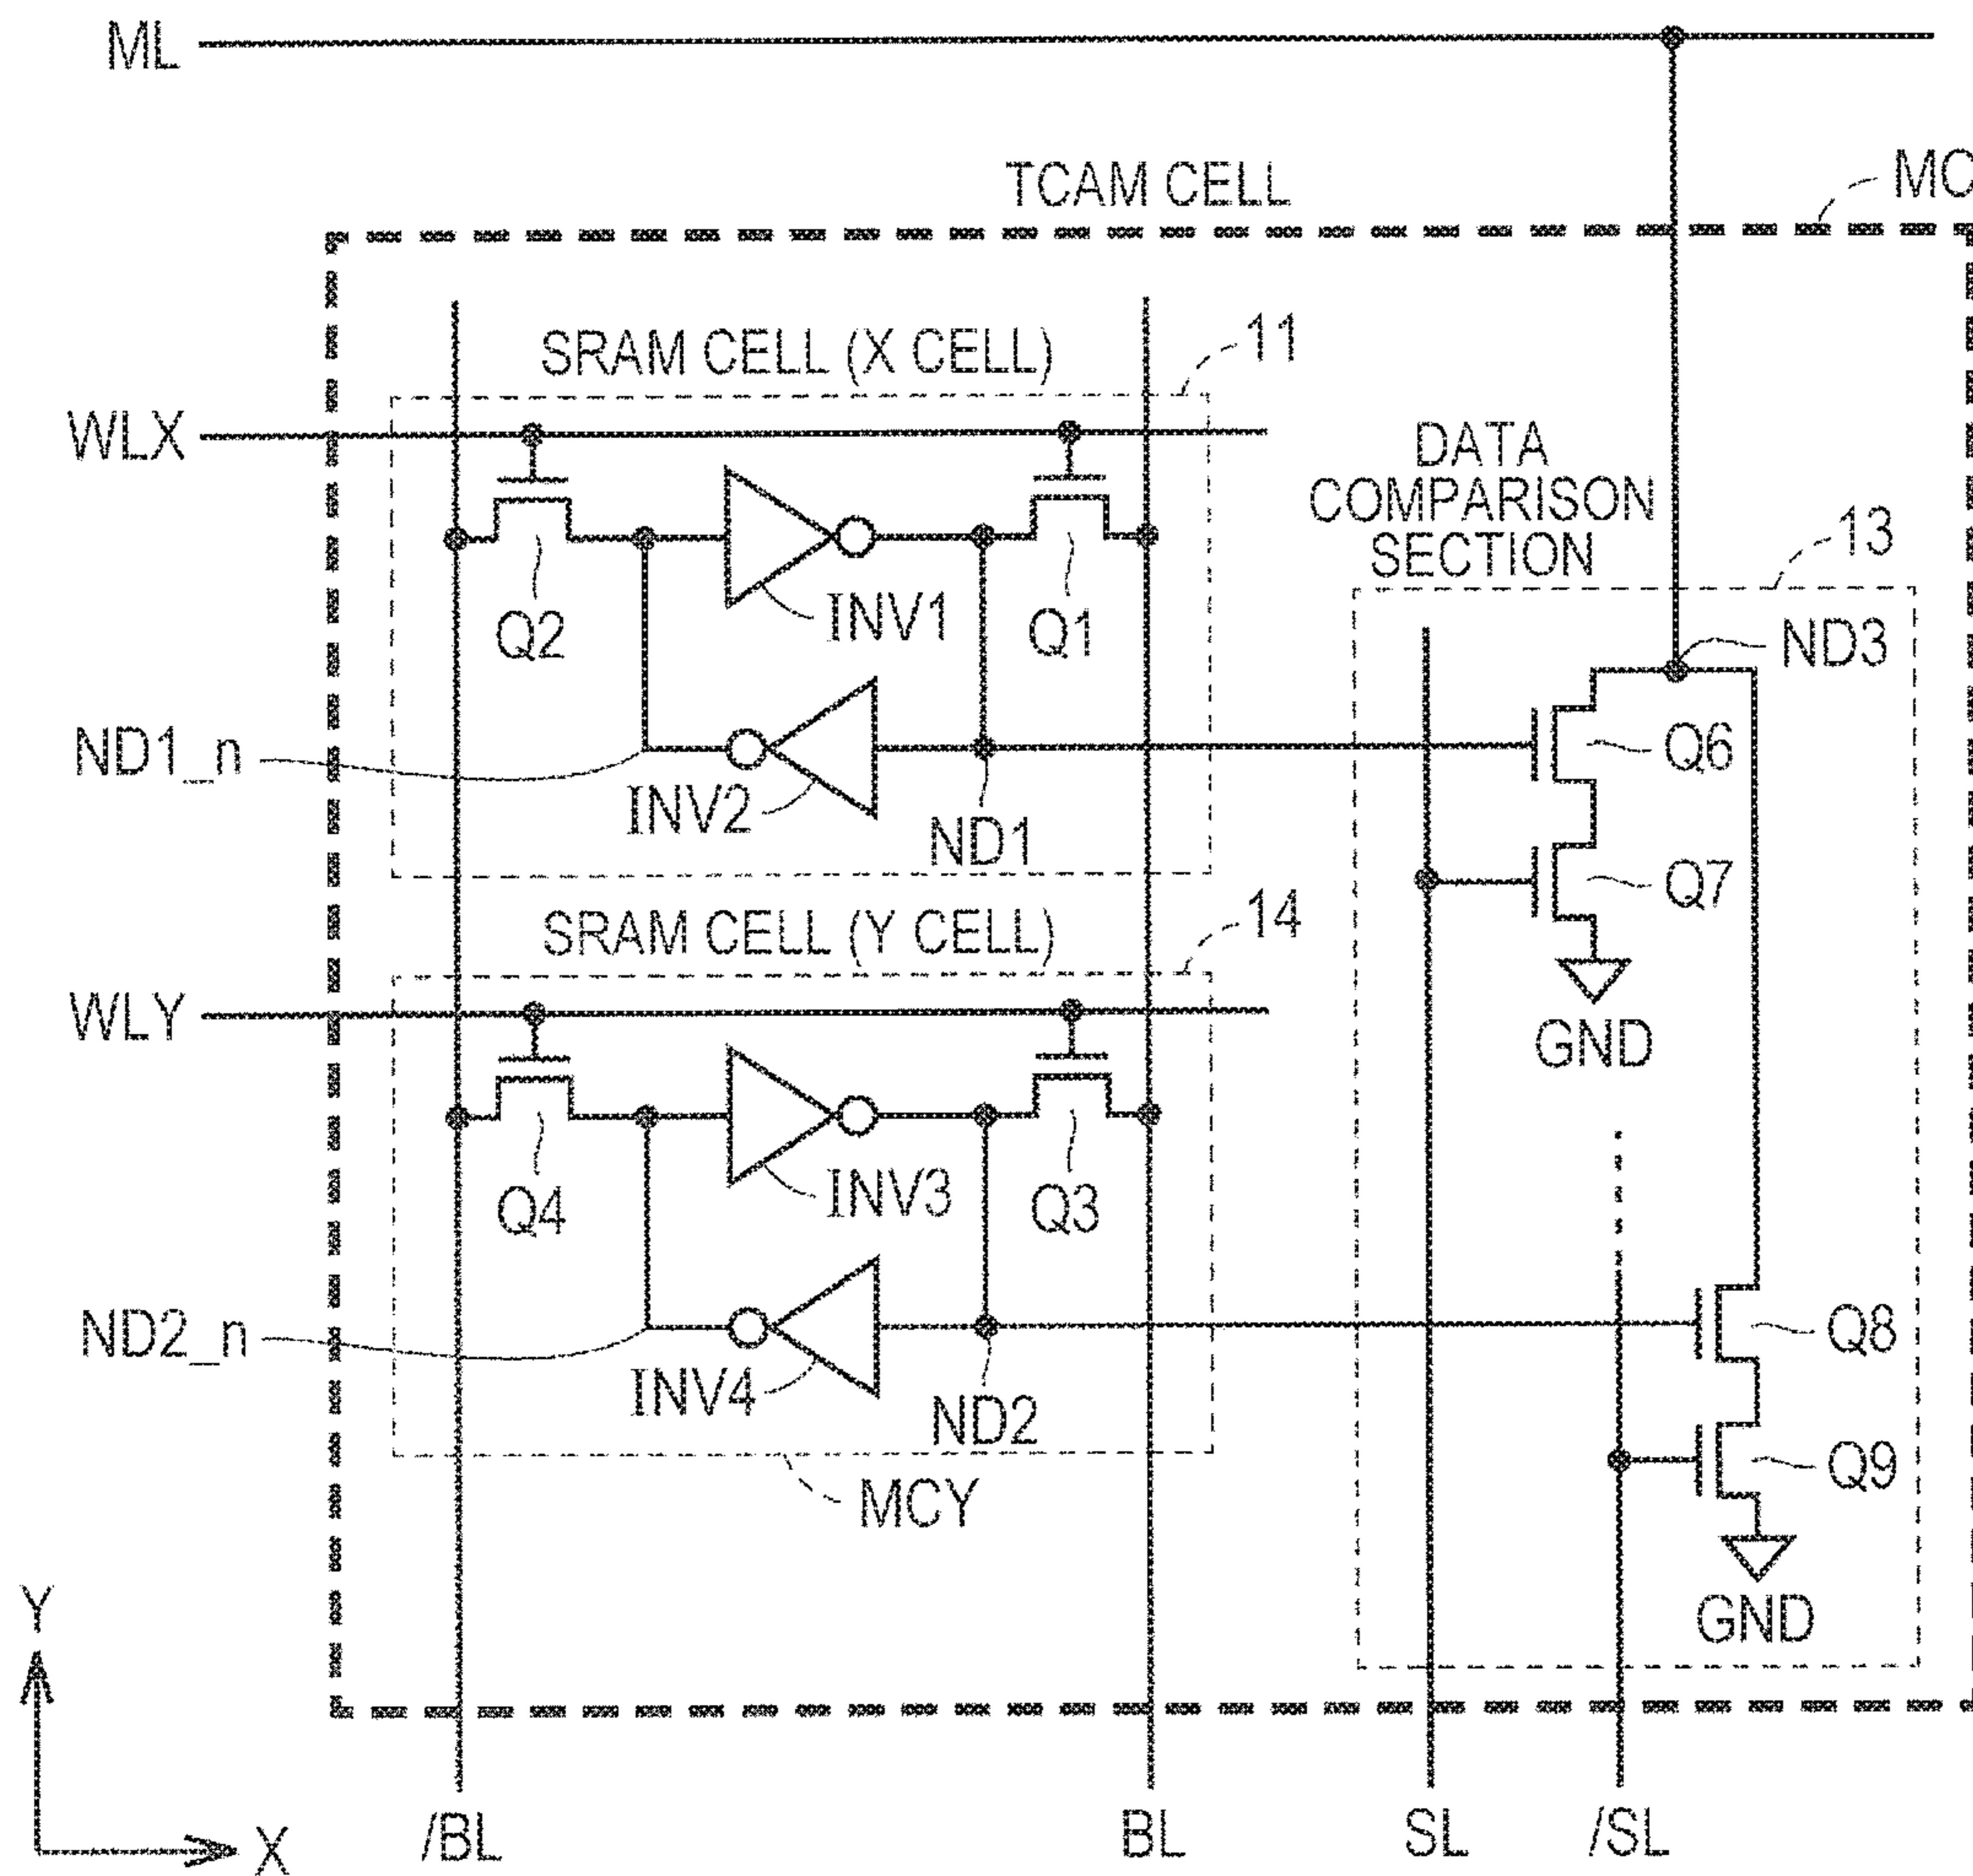 ML
TCAM CELL
MC
SRAM CELL (X CELL)
11
WLX
DATA
COMPARISON
SECTION
13
Q2
INV1
Q1
ND3
ND1_n
INV2
ND1
Q6
Q7
SRAM CELL (Y CELL)
14
WLY
GND
Q4
INV3
Q3
ND2_n
INV4
ND2
Q8
MCY
Q9
GND
Y
X
/BL
BL
SL
/SL